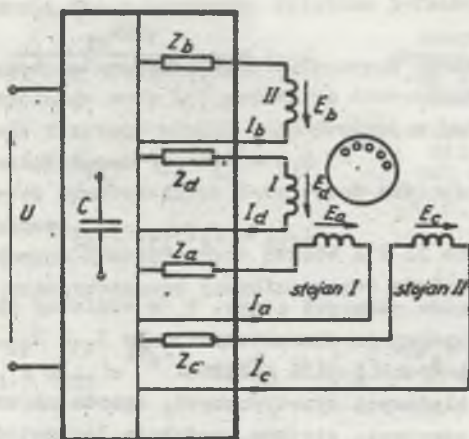 Z_b
II
E_b
I_b
Z_d
I
E_d
I_d
U
C
E_a
E_c
Z_a
stojan I
stojan II
I_a
Z_c
I_c